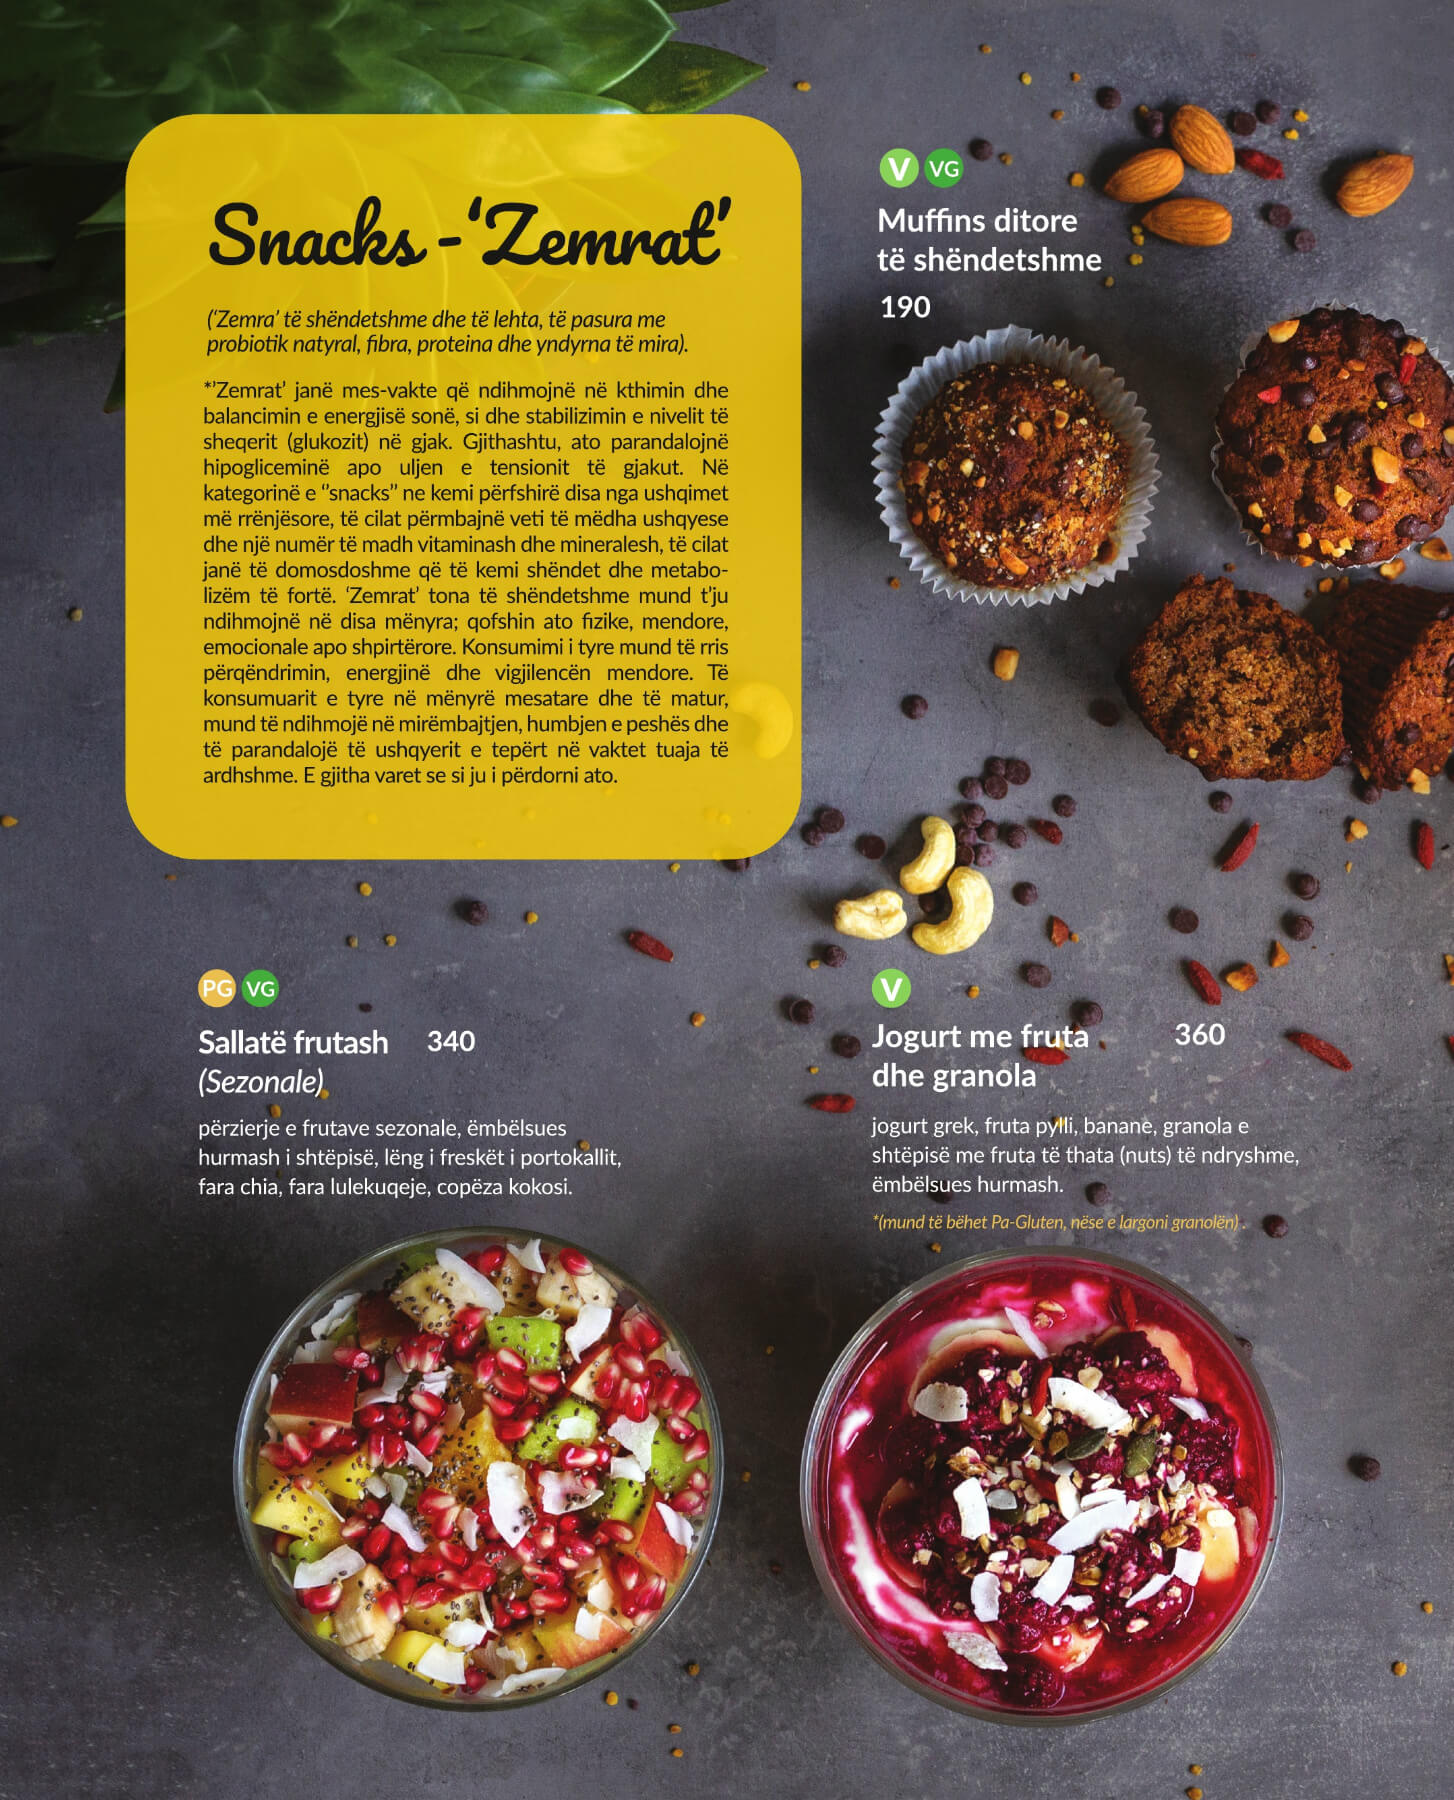 Snacks - ‘Zemrat’
(‘Zemra’ të shëndetshme dhe të lehta, të pasura me
probiotik natyral, fibra, proteina dhe yndyrna të mira).
*’Zemrat’ janë mes-vakte që ndihmojnë në kthimin dhe
balancimin e energjisë sonë, si dhe stabilizimin e nivelit të
sheqerit (glukozit) në gjak. Gjithashtu, ato parandalojnë
hipogliceminë apo uljen e tensionit të gjakut. Në
kategorinë e ‘’snacks’’ ne kemi përfshirë disa nga ushqimet
më rrënjësore, të cilat përmbajnë veti të mëdha ushqyese
dhe një numër të madh vitaminash dhe mineralesh, të cilat
janë të domosdoshme që të kemi shëndet dhe metabo-
lizëm të fortë. ‘Zemrat’ tona të shëndetshme mund t’ju
ndihmojnë në disa mënyra; qofshin ato fizike, mendore,
emocionale apo shpirtërore. Konsumimi i tyre mund të rris
përqëndrimin, energjinë dhe vigjilencën mendore. Të
konsumuarit e tyre në mënyrë mesatare dhe të matur,
mund të ndihmojë në mirëmbajtjen, humbjen e peshës dhe
të parandalojë të ushqyerit e tepërt në vaktet tuaja të
ardhshme. E gjitha varet se si ju i përdorni ato.
V VG
Muffins ditore
të shëndetshme
190
PG VG
Sallatë frutash 340
(Sezonale)
përzierje e frutave sezonale, ëmbëlsues
hurmash i shtëpisë, lëng i freskët i portokallit,
fara chia, fara lulekuqeje, copëza kokosi.
V
Jogurt me fruta 360
dhe granola
jogurt grek, fruta pylli, banane, granola e
shtëpisë me fruta të thata (nuts) të ndryshme,
ëmbëlsues hurmash.
*(mund të bëhet Pa-Gluten, nëse e largoni granolën) .